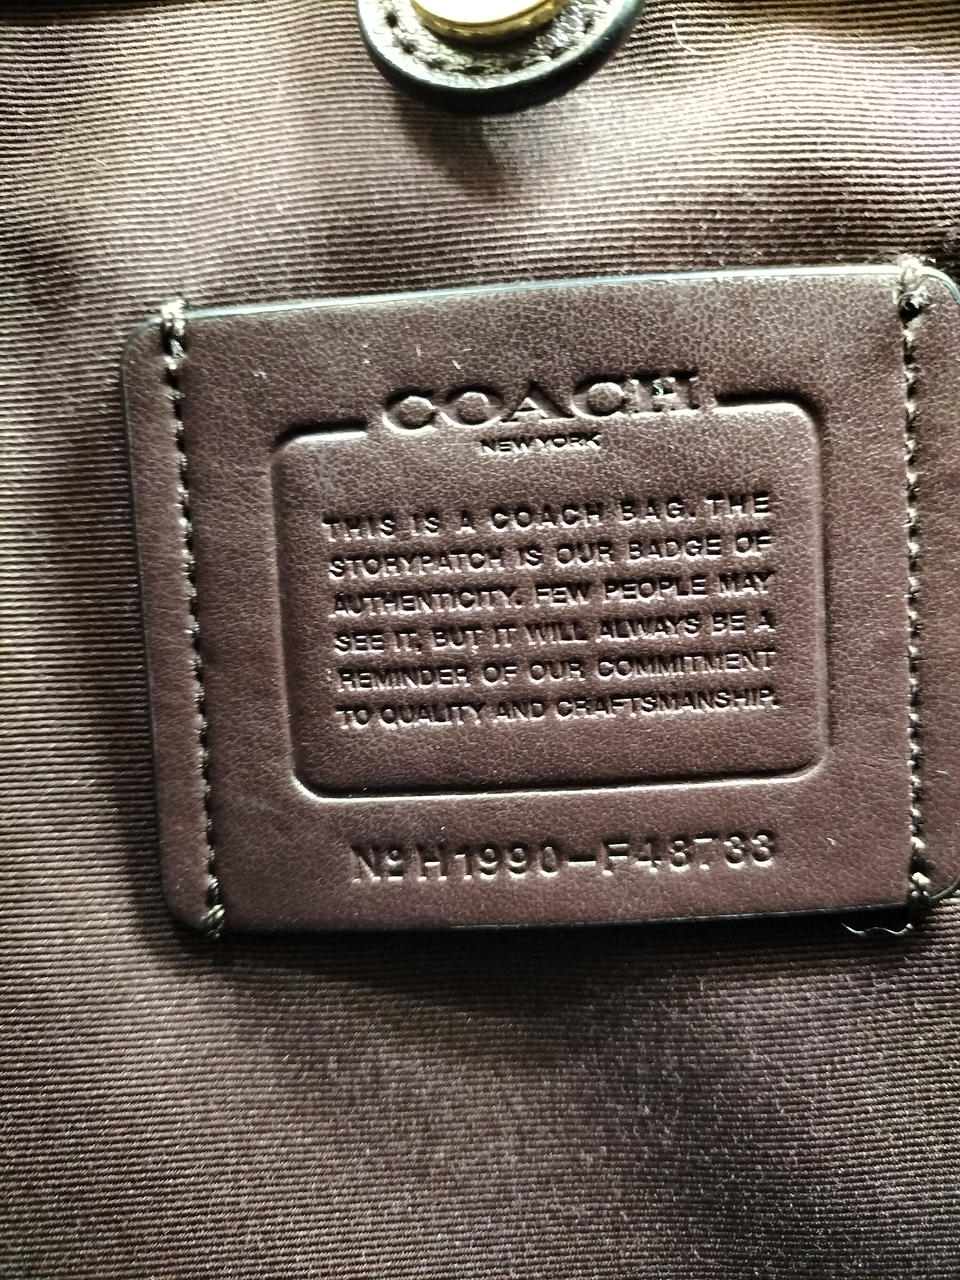 COACH
NEW YORK
THIS IS A COACH BAG. THE
STORYPATCH IS OUR BADGE OF
AUTHENTICITY. FEW PEOPLE MAY
SEE IT, BUT IT WILL ALWAYS BE A
REMINDER OF OUR COMMITMENT
TO QUALITY AND CRAFTSMANSHIP.
Nº H1990-F48733